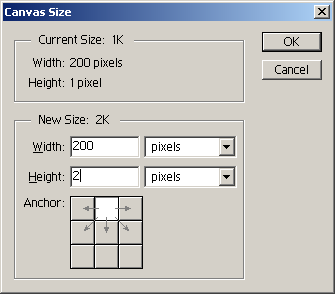 Canvas Size
Current Size: 1K
OK
Width: 200 pixels
Cancel
Height: 1 pixel
New Size: 2K
Width: 200 pixels
Height: 2 pixels
Anchor: